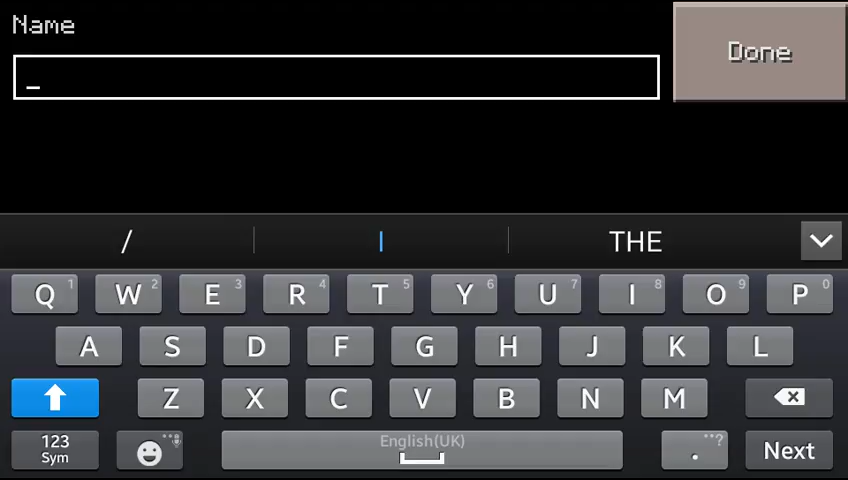 Name
Done
_
/ I THE
Q 1 W 2 E 3 R 4 T 5 Y 6 U 7 I 8 O 9 P 0
A S D F G H J K L
Z X C V B N M
123
Sym
English(UK)
. ,,?
Next